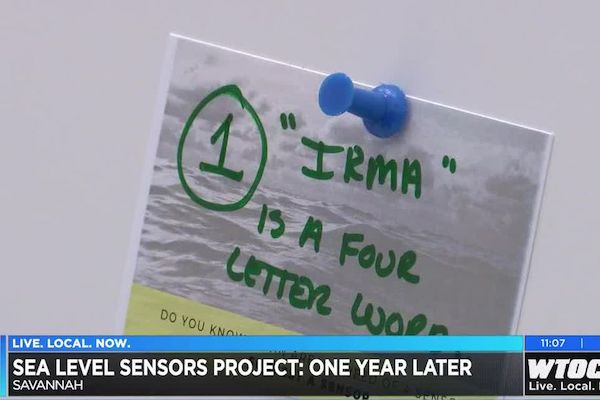 1 "IRMA"
IS A FOUR
LETTER WORD.
DO YOU KNOW
LIVE. LOCAL. NOW.
11:07
SEA LEVEL SENSORS PROJECT: ONE YEAR LATER
SAVANNAH
WTOC
Live. Local.